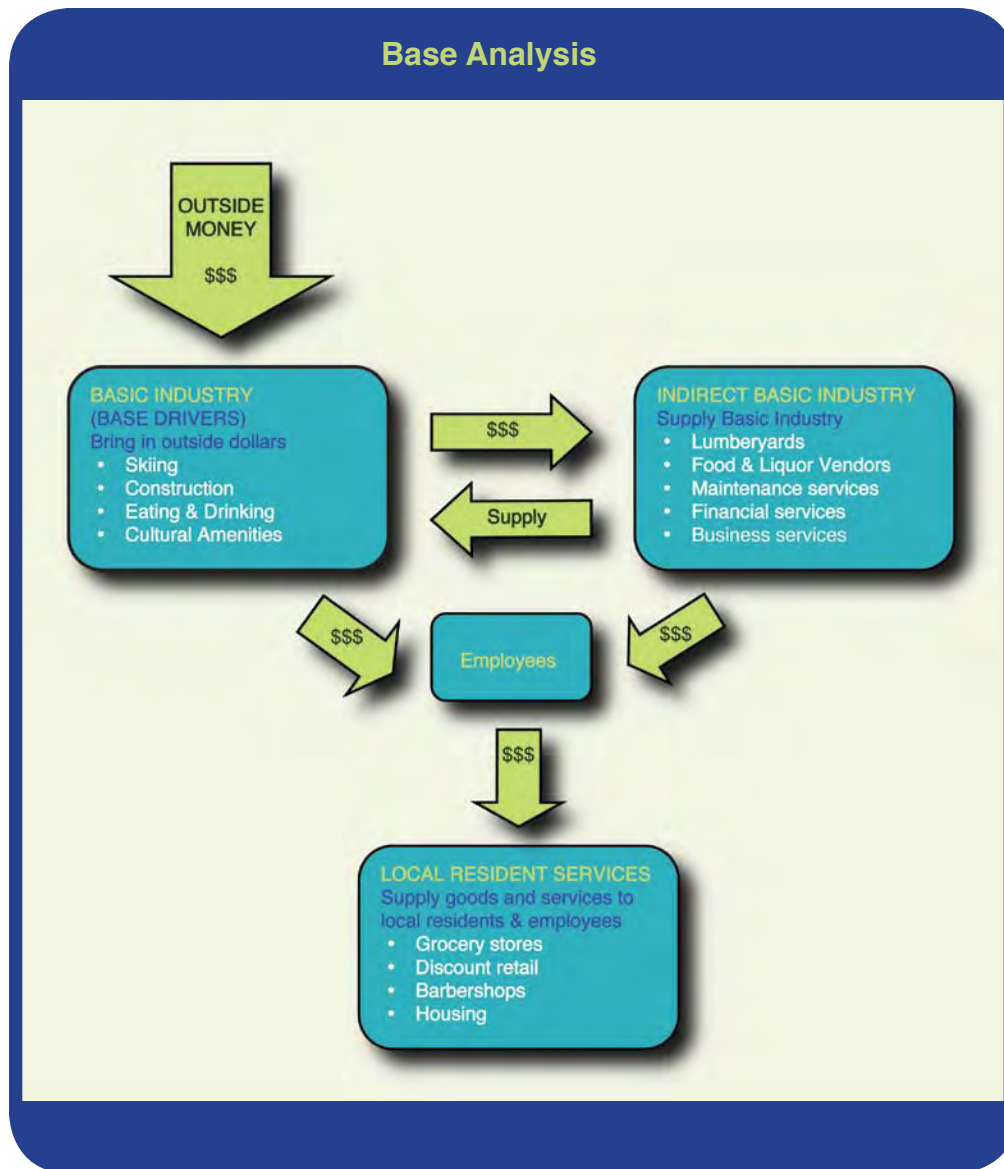 Base Analysis
OUTSIDE
MONEY
$$$
BASIC INDUSTRY
(BASE DRIVERS)
Bring in outside dollars
• Skiing
• Construction
• Eating & Drinking
• Cultural Amenities
$$$
Supply
INDIRECT BASIC INDUSTRY
Supply Basic Industry
• Lumberyards
• Food & Liquor Vendors
• Maintenance services
• Financial services
• Business services
$$$
Employees
$$$
$$$
LOCAL RESIDENT SERVICES
Supply goods and services to
local residents & employees
• Grocery stores
• Discount retail
• Barbershops
• Housing